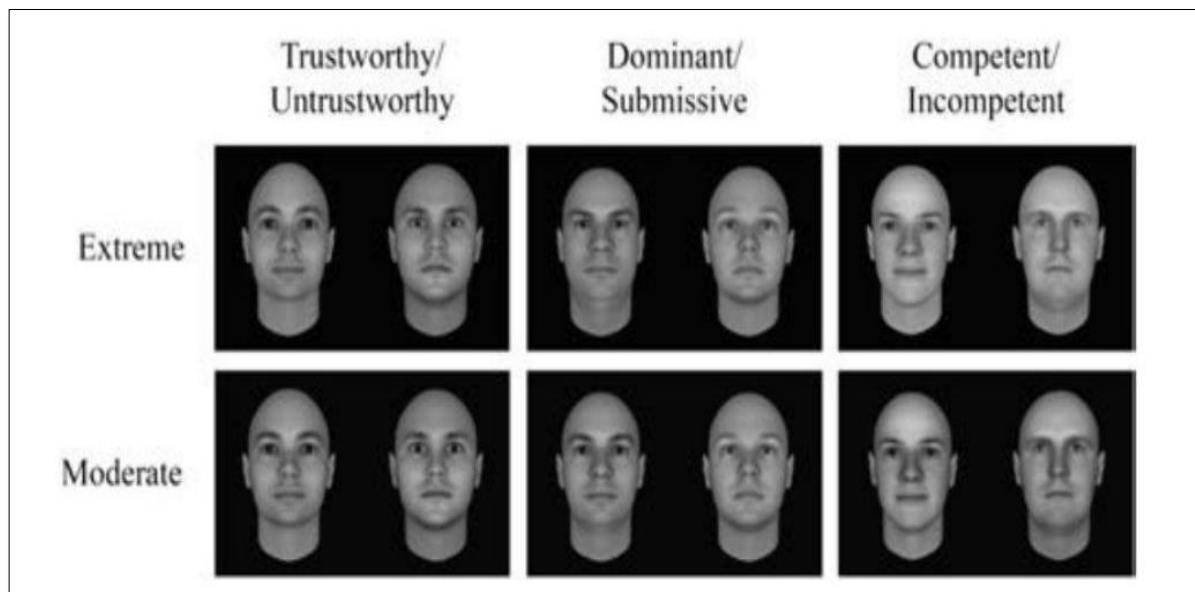 Trustworthy/
Untrustworthy
Dominant/
Submissive
Competent/
Incompetent
Extreme
Moderate